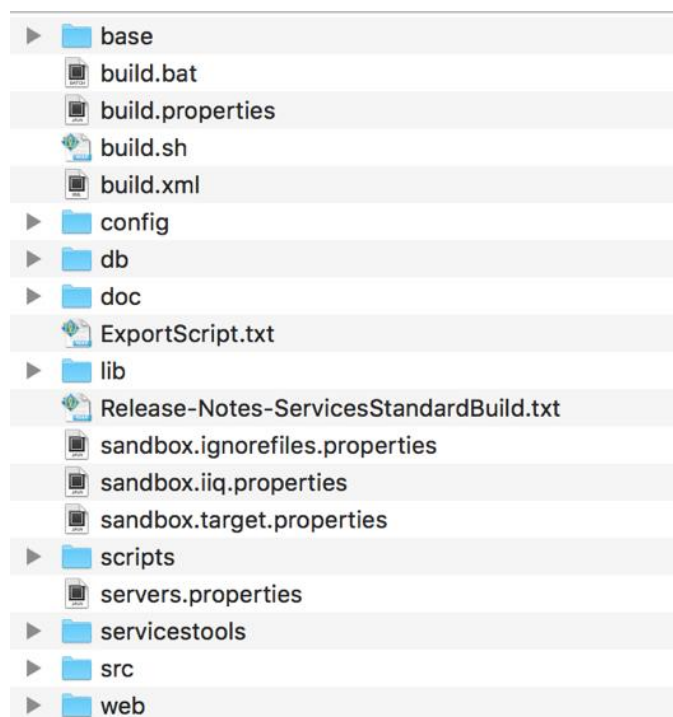 base
build.bat
build.properties
build.sh
build.xml
config
db
doc
ExportScript.txt
lib
Release-Notes-ServicesStandardBuild.txt
sandbox.ignorefiles.properties
sandbox.iiq.properties
sandbox.target.properties
scripts
servers.properties
servicestools
src
web